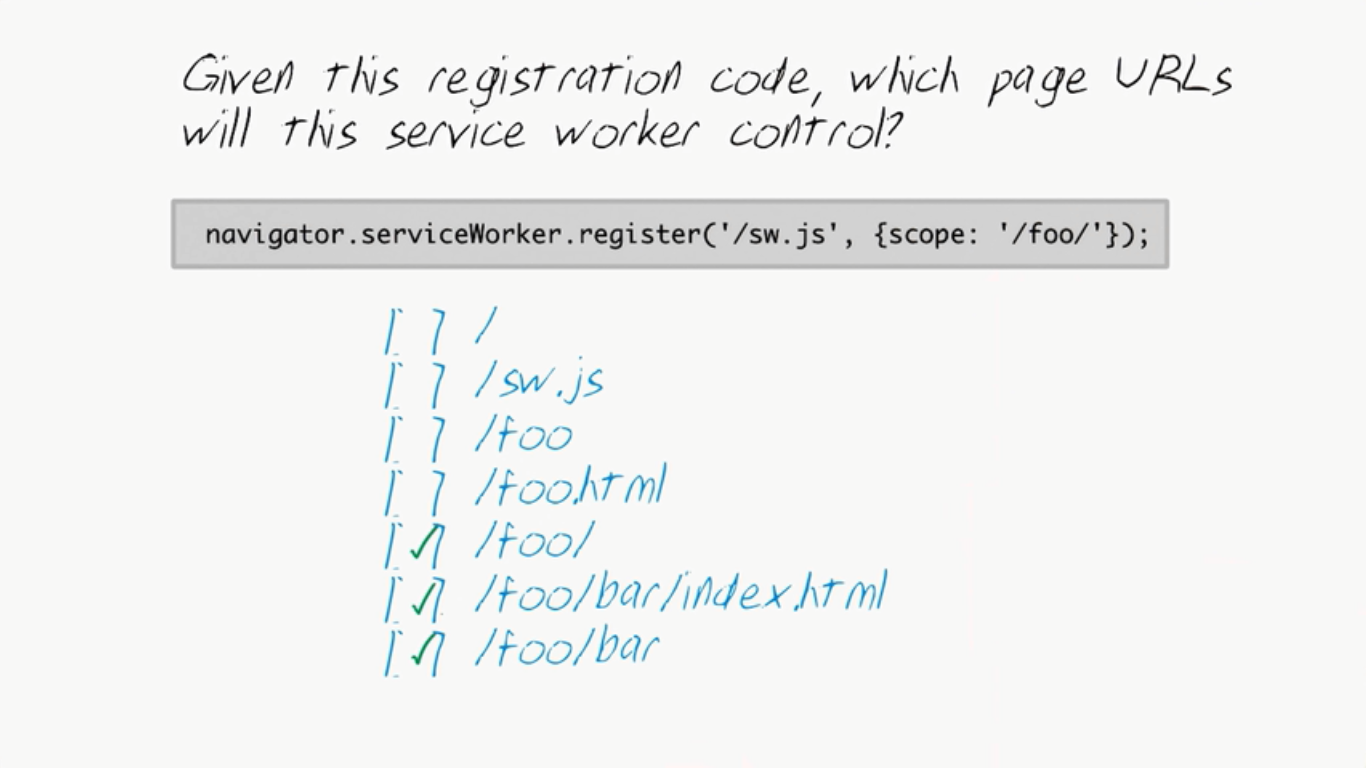 Given this registration code, which page URLs
will this service worker control?
navigator.serviceWorker.register('/sw.js', {scope: '/foo/'});
[ ] /
[ ] /sw.js
[ ] /foo
[ ] /foo.html
[✓] /foo/
[✓] /foo/bar/index.html
[✓] /foo/bar